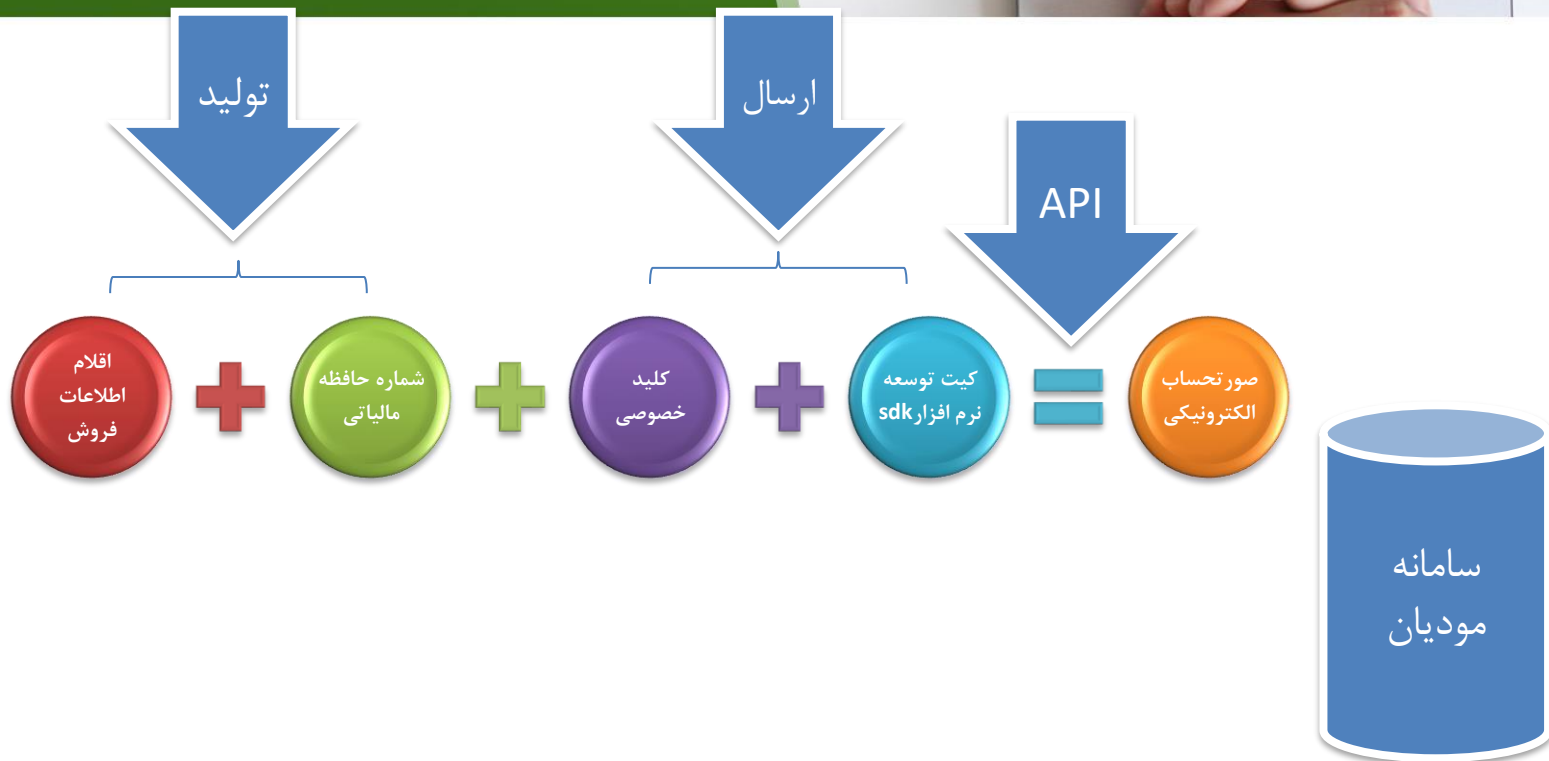 تولید
ارسال
API
اقلام
اطلاعات
فروش
شماره حافظه
مالیاتی
کلید
خصوصی
کیت توسعه
نرم افزارsdk
صورتحساب
الکترونیکی
سامانه
مودیان